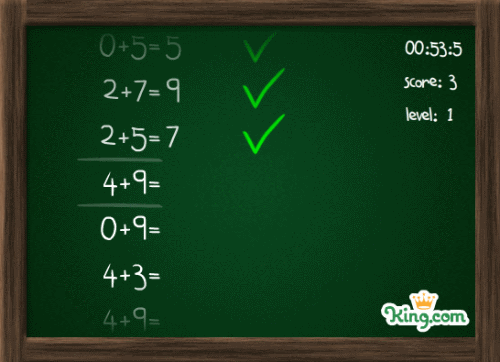 0+5=5
2+7=9
2+5=7
4+9=
0+9=
4+3=
4+9=
00:53:5
score: 3
level: 1
King.com